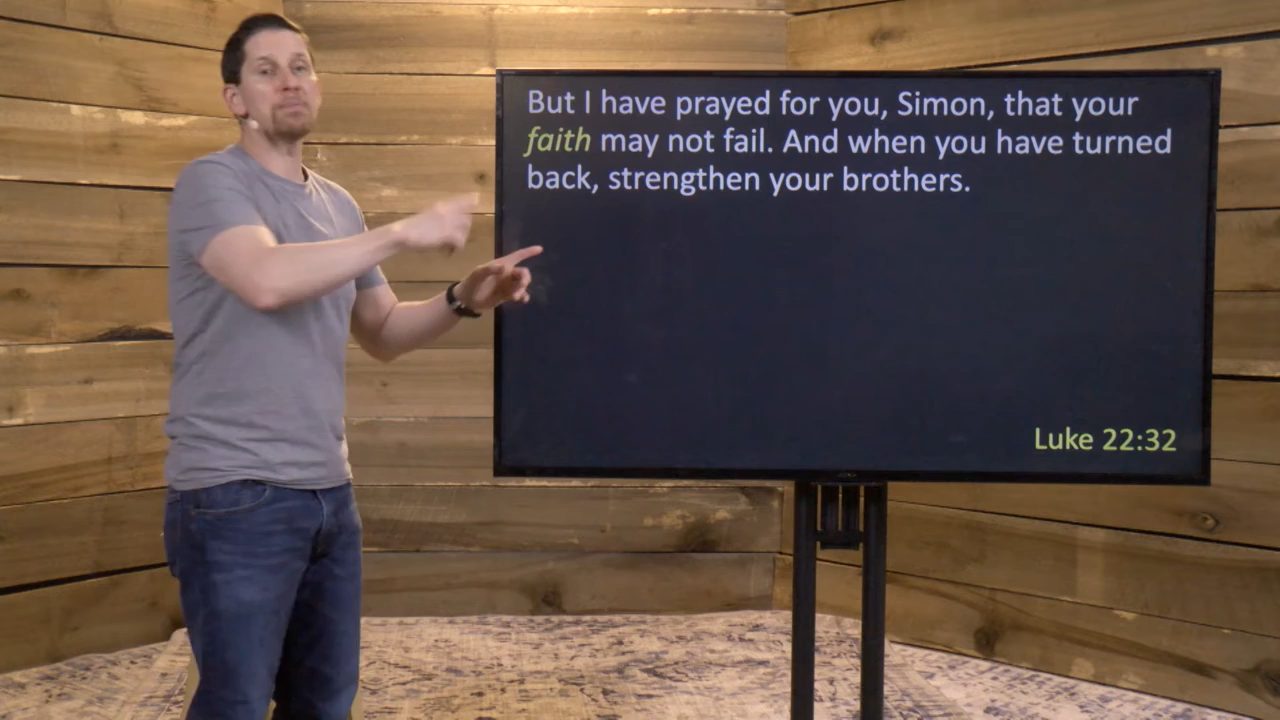 But I have prayed for you, Simon, that your
faith may not fail. And when you have turned
back, strengthen your brothers.
Luke 22:32